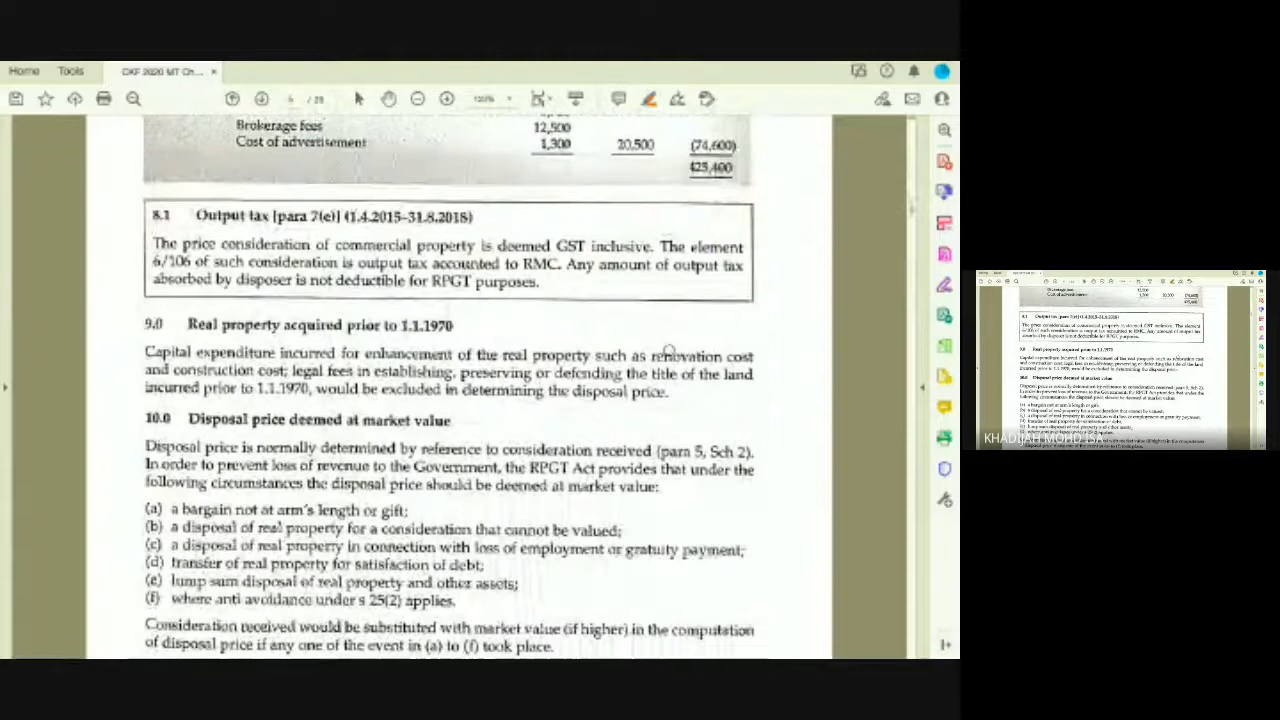 Home Tools CKF 2020 MT Ch... ×
Brokerage fees 12,500
Cost of advertisement 1,300 20,500 (74,600)
425,400
8.1 Output tax [para 7(e)] (1.4.2015–31.8.2018)
The price consideration of commercial property is deemed GST inclusive. The element
6/106 of such consideration is output tax accounted to RMC. Any amount of output tax
absorbed by disposer is not deductible for RPGT purposes.
9.0 Real property acquired prior to 1.1.1970
Capital expenditure incurred for enhancement of the real property such as renovation cost
and construction cost; legal fees in establishing, preserving or defending the title of the land
incurred prior to 1.1.1970, would be excluded in determining the disposal price.
10.0 Disposal price deemed at market value
Disposal price is normally determined by reference to consideration received (para 5, Sch 2).
In order to prevent loss of revenue to the Government, the RPGT Act provides that under the
following circumstances the disposal price should be deemed at market value:
(a) a bargain not at arm's length or gift;
(b) a disposal of real property for a consideration that cannot be valued;
(c) a disposal of real property in connection with loss of employment or gratuity payment;
(d) transfer of real property for satisfaction of debt;
(e) lump sum disposal of real property and other assets;
(f) where anti avoidance under s 25(2) applies.
Consideration received would be substituted with market value (if higher) in the computation
of disposal price if any one of the event in (a) to (f) took place.